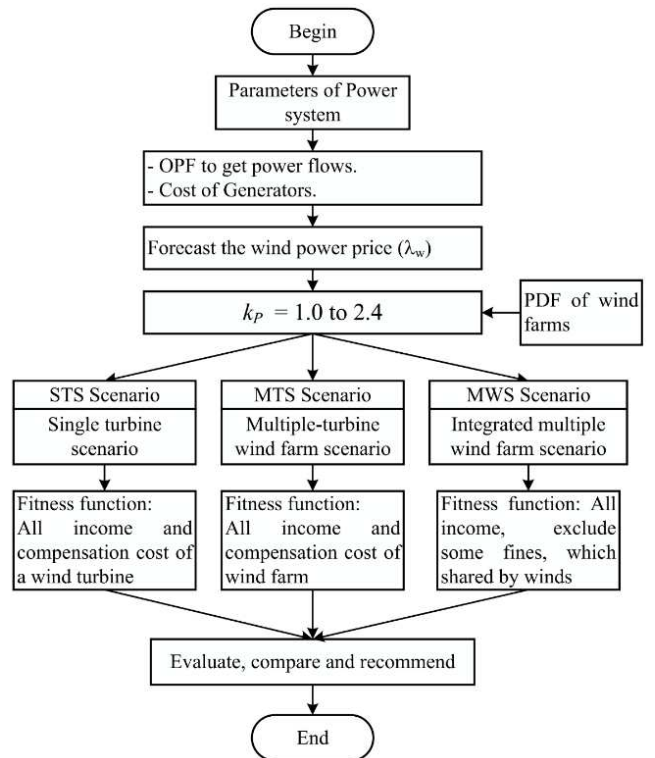 Begin
Parameters of Power
system
- OPF to get power flows.
- Cost of Generators.
Forecast the wind power price (λw)
kP = 1.0 to 2.4
PDF of wind
farms
STS Scenario
Single turbine
scenario
MTS Scenario
Multiple-turbine
wind farm scenario
MWS Scenario
Integrated multiple
wind farm scenario
Fitness function:
All income and
compensation cost of
a wind turbine
Fitness function:
All income and
compensation cost of
wind farm
Fitness function: All
income, exclude
some fines, which
shared by winds
Evaluate, compare and recommend
End